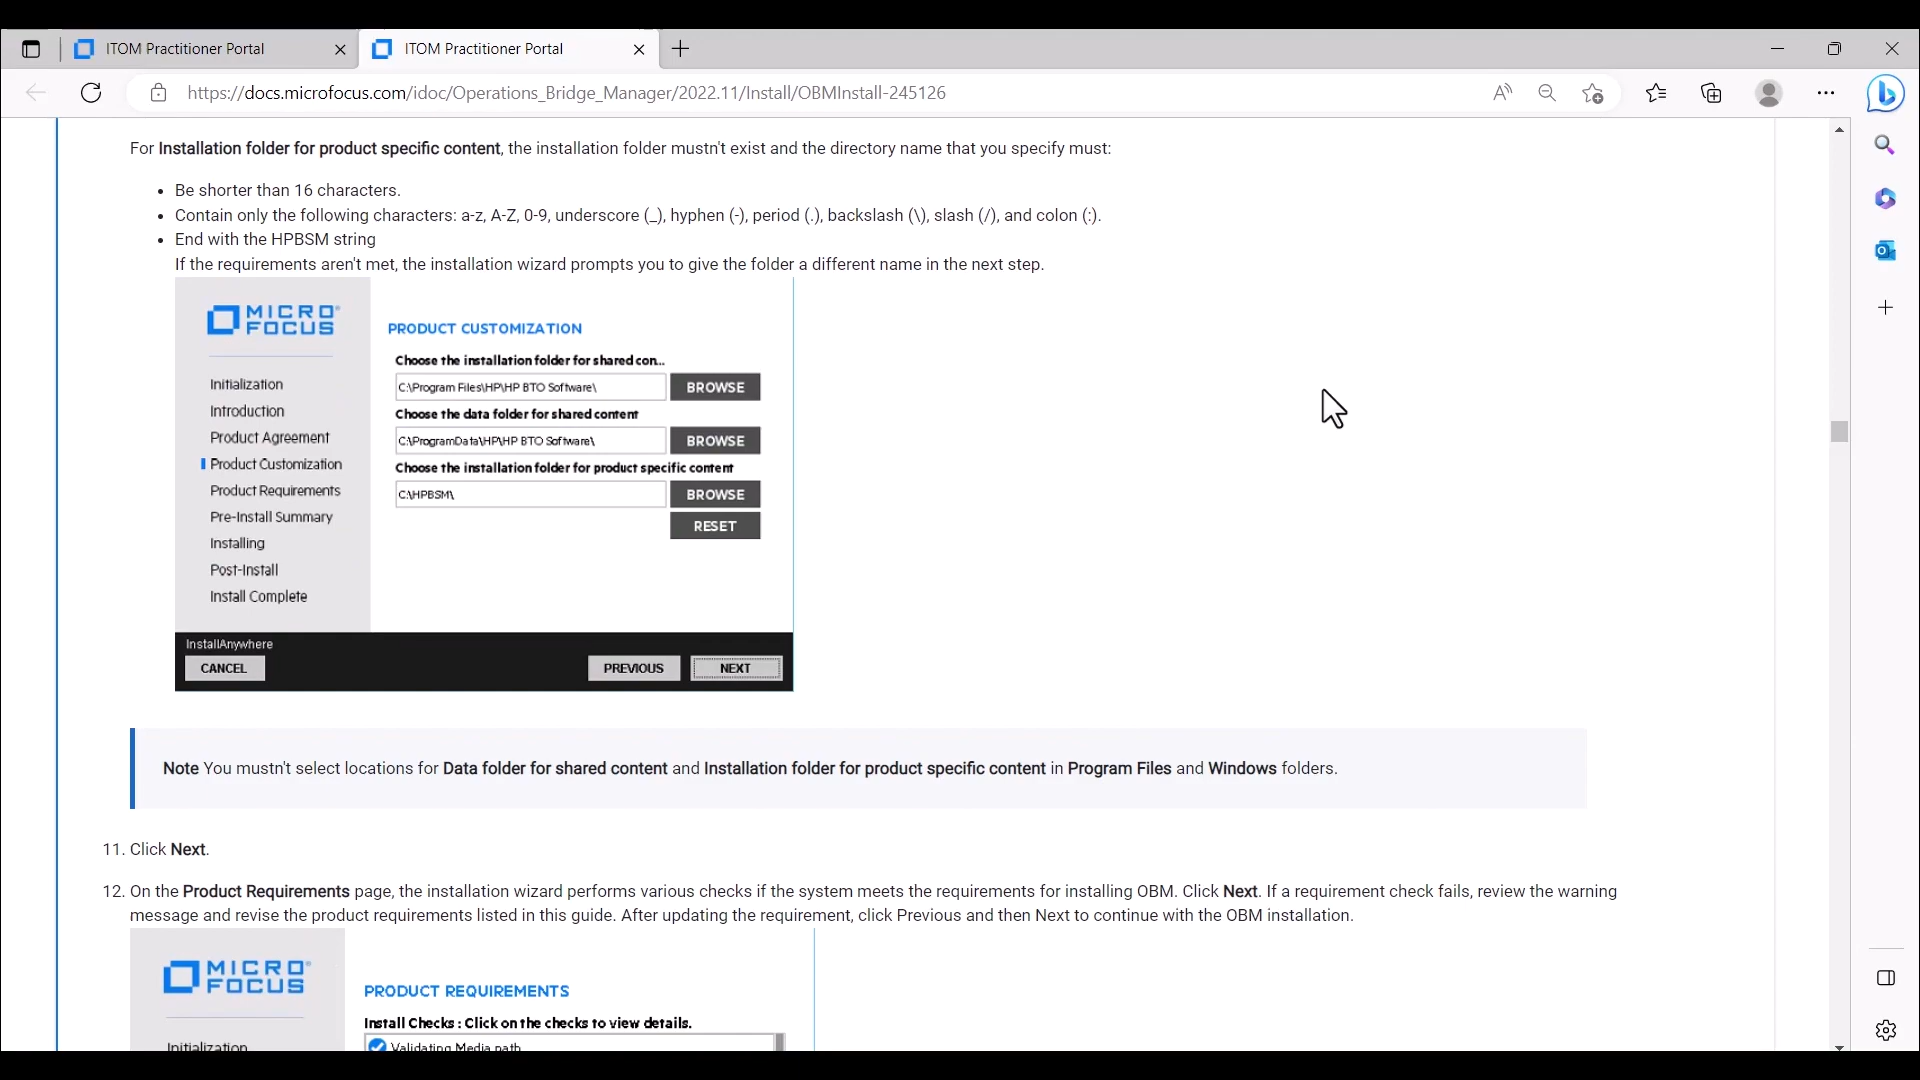 ITOM Practitioner Portal
ITOM Practitioner Portal
https://docs.microfocus.com/idoc/Operations_Bridge_Manager/2022.11/Install/OBMInstall-245126
For Installation folder for product specific content, the installation folder mustn't exist and the directory name that you specify must:
• Be shorter than 16 characters.
• Contain only the following characters: a-z, A-Z, 0-9, underscore (_), hyphen (-), period (.), backslash (\), slash (/), and colon (:).
• End with the HPBSM string
If the requirements aren't met, the installation wizard prompts you to give the folder a different name in the next step.
MICRO
FOCUS
PRODUCT CUSTOMIZATION
Choose the installation folder for shared con...
C:\Program Files\HP\HP BTO Software\
BROWSE
Choose the data folder for shared content
C:\ProgramData\HP\HP BTO Software\
BROWSE
Choose the installation folder for product specific content
C:\HPBSM\
BROWSE
RESET
Initialization
Introduction
Product Agreement
Product Customization
Product Requirements
Pre-Install Summary
Installing
Post-Install
Install Complete
InstallAnywhere
CANCEL
PREVIOUS
NEXT
Note You mustn't select locations for Data folder for shared content and Installation folder for product specific content in Program Files and Windows folders.
11. Click Next.
12. On the Product Requirements page, the installation wizard performs various checks if the system meets the requirements for installing OBM. Click Next. If a requirement check fails, review the warning
message and revise the product requirements listed in this guide. After updating the requirement, click Previous and then Next to continue with the OBM installation.
MICRO
FOCUS
PRODUCT REQUIREMENTS
Install Checks : Click on the checks to view details.
Validating Media path
Initialization